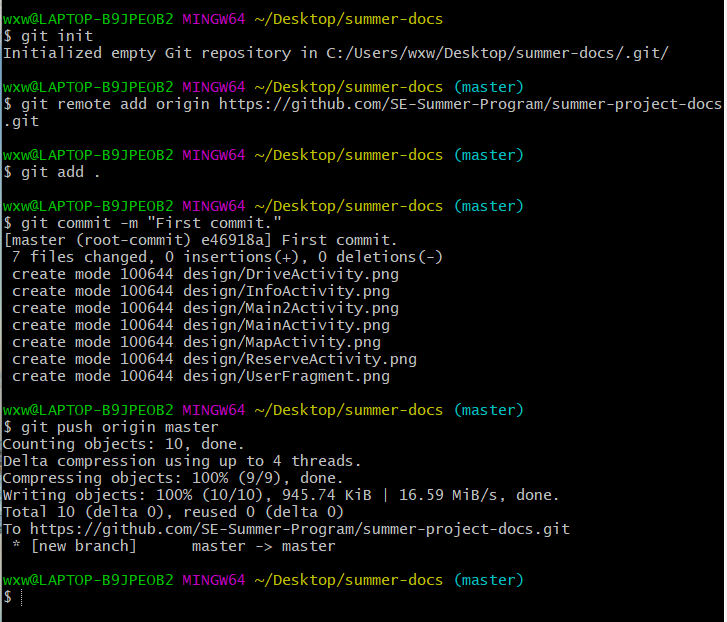 wxw@LAPTOP-B9JPEOB2 MINGW64 ~/Desktop/summer-docs
$ git init
Initialized empty Git repository in C:/Users/wxw/Desktop/summer-docs/.git/
wxw@LAPTOP-B9JPEOB2 MINGW64 ~/Desktop/summer-docs (master)
$ git remote add origin https://github.com/SE-Summer-Program/summer-project-docs
.git
wxw@LAPTOP-B9JPEOB2 MINGW64 ~/Desktop/summer-docs (master)
$ git add .
wxw@LAPTOP-B9JPEOB2 MINGW64 ~/Desktop/summer-docs (master)
$ git commit -m "First commit."
[master (root-commit) e46918a] First commit.
 7 files changed, 0 insertions(+), 0 deletions(-)
 create mode 100644 design/DriveActivity.png
 create mode 100644 design/InfoActivity.png
 create mode 100644 design/Main2Activity.png
 create mode 100644 design/MainActivity.png
 create mode 100644 design/MapActivity.png
 create mode 100644 design/ReserveActivity.png
 create mode 100644 design/UserFragment.png
wxw@LAPTOP-B9JPEOB2 MINGW64 ~/Desktop/summer-docs (master)
$ git push origin master
Counting objects: 10, done.
Delta compression using up to 4 threads.
Compressing objects: 100% (9/9), done.
Writing objects: 100% (10/10), 945.74 KiB | 16.59 MiB/s, done.
Total 10 (delta 0), reused 0 (delta 0)
To https://github.com/SE-Summer-Program/summer-project-docs.git
 * [new branch]      master -> master
wxw@LAPTOP-B9JPEOB2 MINGW64 ~/Desktop/summer-docs (master)
$